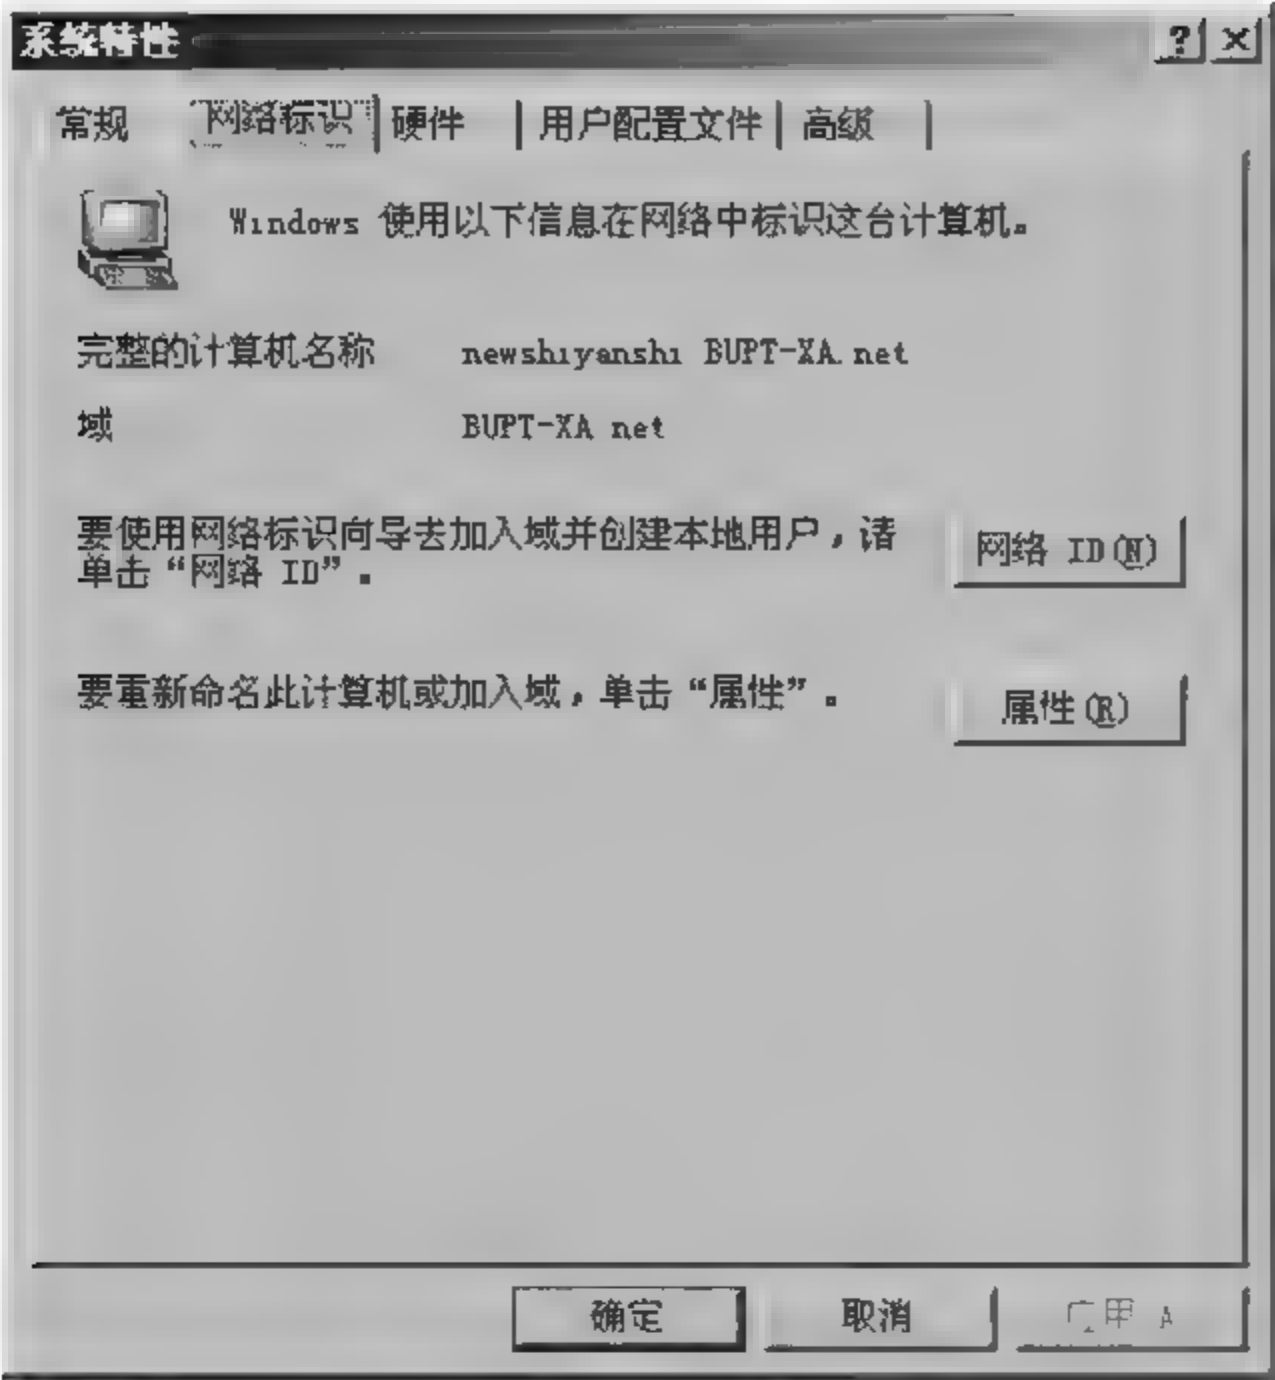 系统特性
常规 网络标识 硬件 用户配置文件 高级
Windows 使用以下信息在网络中标识这台计算机。
完整的计算机名称 newshiyanshi BUPT-XA.net
域 BUPT-XA net
要使用网络标识向导去加入域并创建本地用户，请
单击“网络 ID”。
网络 ID(N)
要重新命名此计算机或加入域，单击“属性”。
属性(R)
确定 取消 应用 A